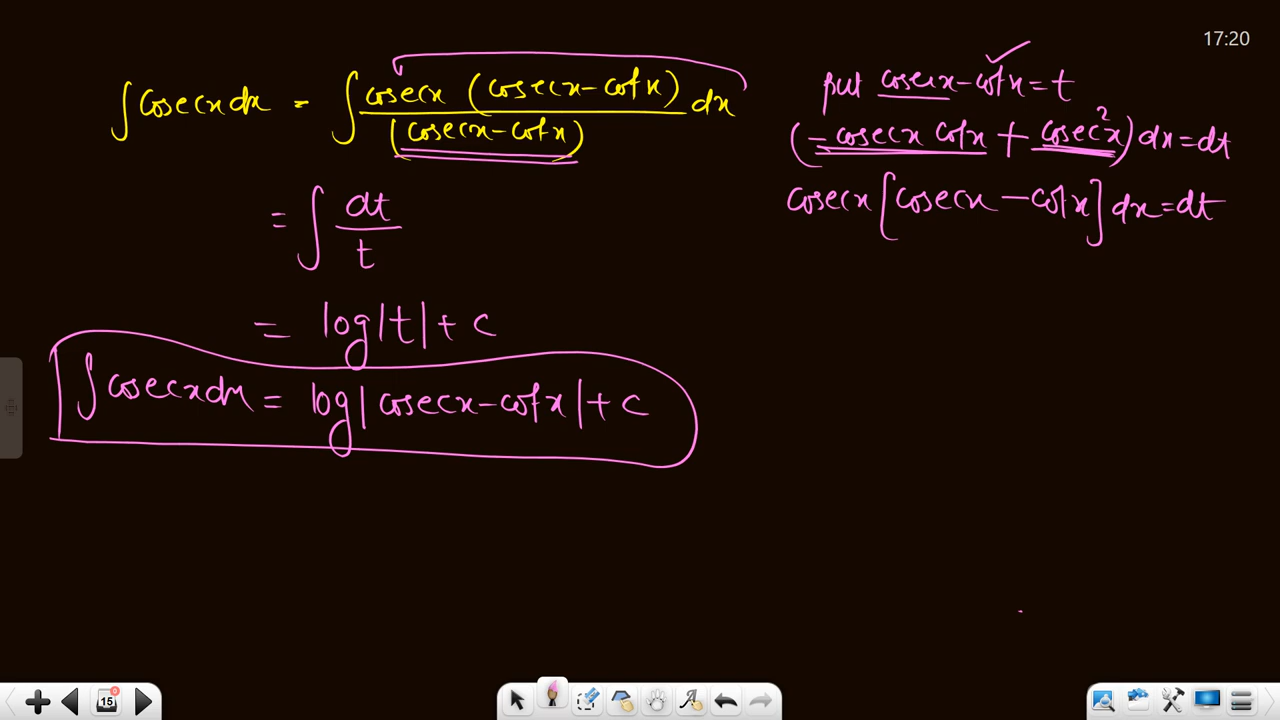 17:20
∫cosecx dx = ∫ cosecx (cosecx - cotx) / (cosecx - cotx) dx
= ∫ dt / t
= log|t| + c
∫cosecx dx = log|cosecx - cotx| + c
put cosecx - cotx = t
(- cosecx cotx + cosec²x) dx = dt
cosecx [cosecx - cotx] dx = dt
15